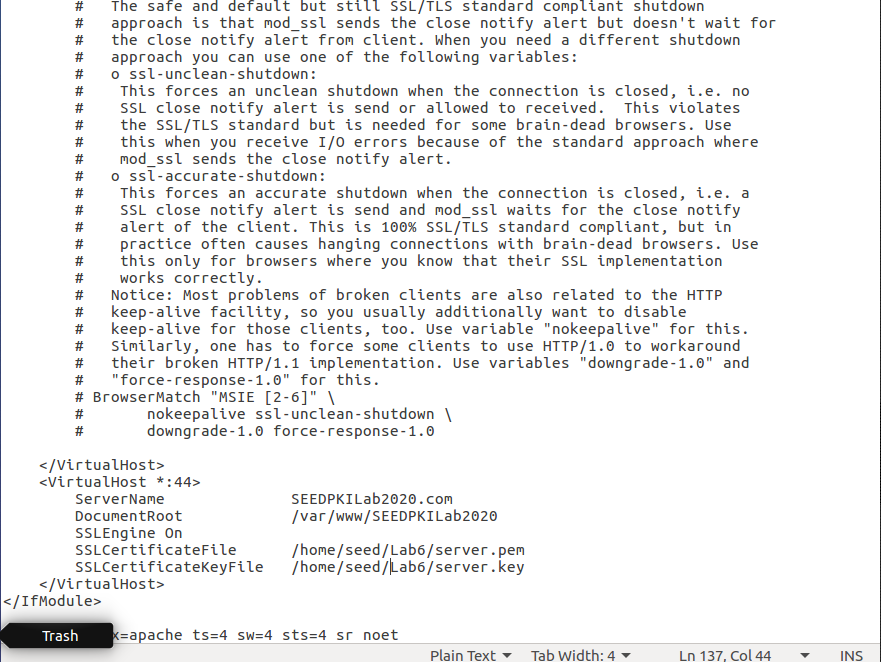 #   The safe and default but still SSL/TLS standard compliant shutdown
#   approach is that mod_ssl sends the close notify alert but doesn't wait for
#   the close notify alert from client. When you need a different shutdown
#   approach you can use one of the following variables:
#   o ssl-unclean-shutdown:
#    This forces an unclean shutdown when the connection is closed, i.e. no
#    SSL close notify alert is send or allowed to received.  This violates
#    the SSL/TLS standard but is needed for some brain-dead browsers. Use
#    this when you receive I/O errors because of the standard approach where
#    mod_ssl sends the close notify alert.
#   o ssl-accurate-shutdown:
#    This forces an accurate shutdown when the connection is closed, i.e. a
#    SSL close notify alert is send and mod_ssl waits for the close notify
#    alert of the client. This is 100% SSL/TLS standard compliant, but in
#    practice often causes hanging connections with brain-dead browsers. Use
#    this only for browsers where you know that their SSL implementation
#    works correctly.
#   Notice: Most problems of broken clients are also related to the HTTP
#   keep-alive facility, so you usually additionally want to disable
#   keep-alive for those clients, too. Use variable "nokeepalive" for this.
#   Similarly, one has to force some clients to use HTTP/1.0 to workaround
#   their broken HTTP/1.1 implementation. Use variables "downgrade-1.0" and
#   "force-response-1.0" for this.
# BrowserMatch "MSIE [2-6]" \
#       nokeepalive ssl-unclean-shutdown \
#       downgrade-1.0 force-response-1.0
</VirtualHost>
<VirtualHost *:44>
ServerName              SEEDPKILab2020.com
DocumentRoot            /var/www/SEEDPKILab2020
SSLEngine On
SSLCertificateFile      /home/seed/Lab6/server.pem
SSLCertificateKeyFile   /home/seed/Lab6/server.key
</VirtualHost>
</IfModule>
Trash x=apache ts=4 sw=4 sts=4 sr noet
Plain Text Tab Width: 4 Ln 137, Col 44 INS